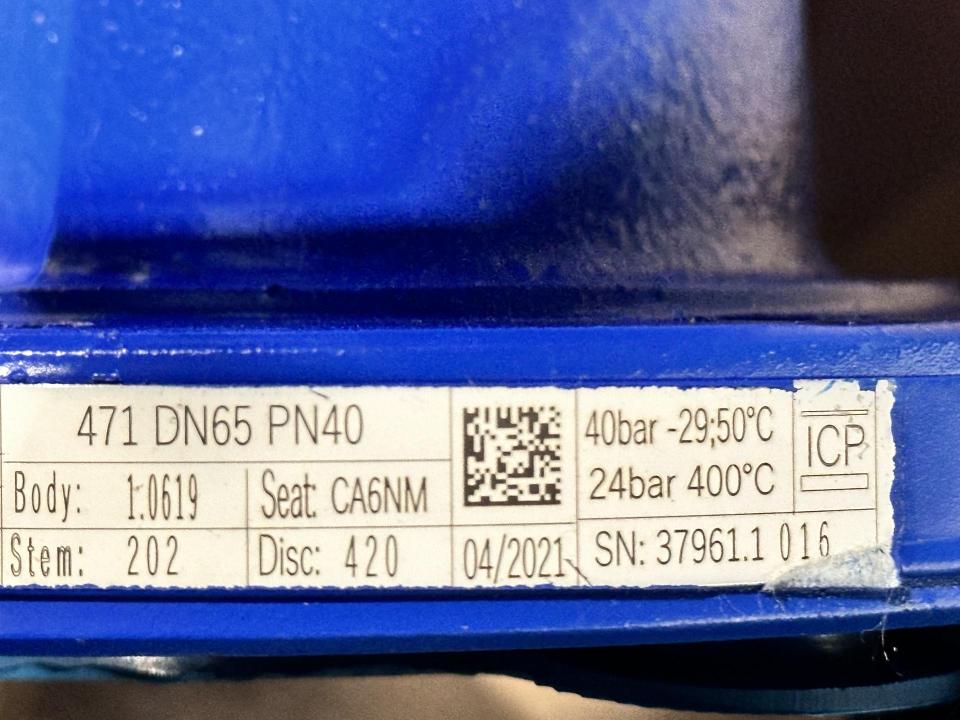 471 DN65 PN40
Body: 1.0619 Seat: CA6NM
Stem: 202 Disc: 420
04/2021
40bar -29;50°C
24bar 400°C
SN: 37961.1 016
ICP